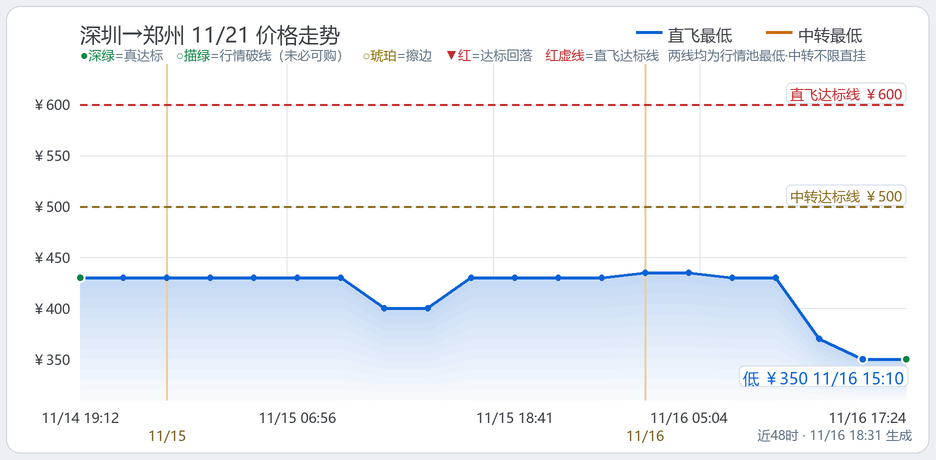 深圳→郑州 11/21 价格走势
直飞最低 中转最低
●深绿=真达标 ○描绿=行情破线（未必可购） ○琥珀=擦边 ▼红=达标回落 红虚线=直飞达标线 两线均为行情池最低·中转不限直挂
¥600
直飞达标线 ¥600
¥550
¥500
中转达标线 ¥500
¥450
¥400
¥350
低 ¥350 11/16 15:10
11/14 19:12 11/15 06:56 11/15 18:41 11/16 05:04 11/16 17:24
11/15 11/16
近48时 · 11/16 18:31 生成